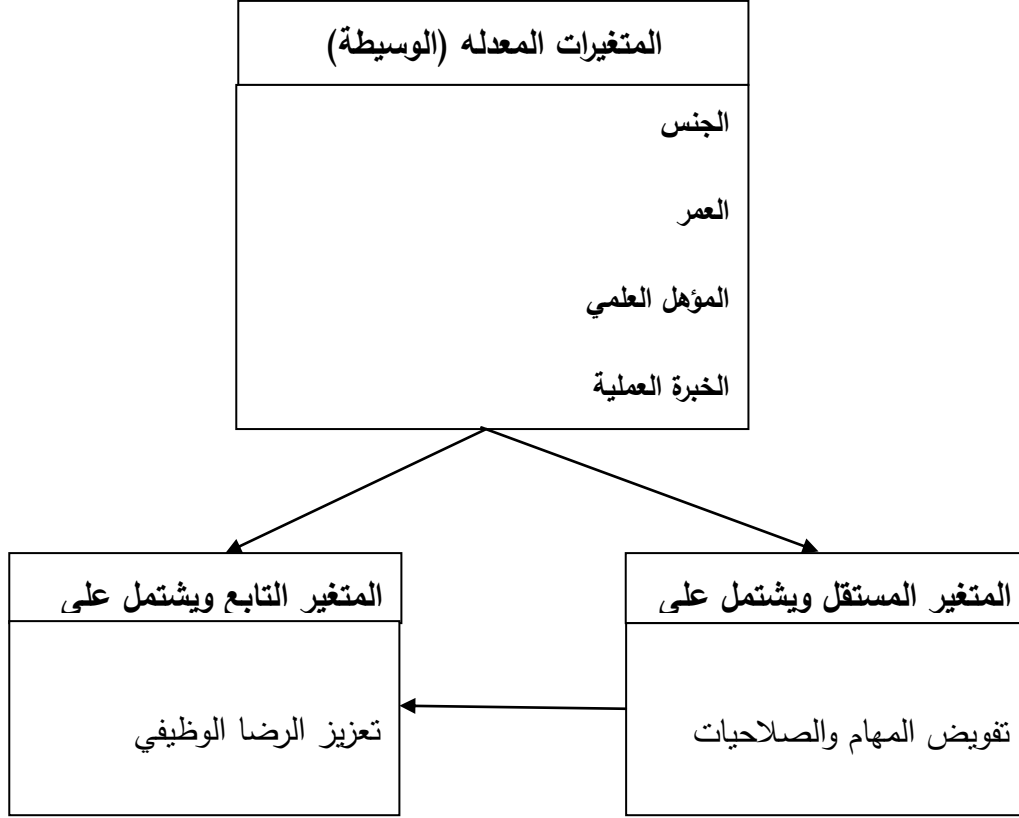 المتغيرات المعدله (الوسيطة)
الجنس
العمر
المؤهل العلمي
الخبرة العملية
المتغير المستقل ويشتمل على
تفويض المهام والصلاحيات
المتغير التابع ويشتمل على
تعزيز الرضا الوظيفي